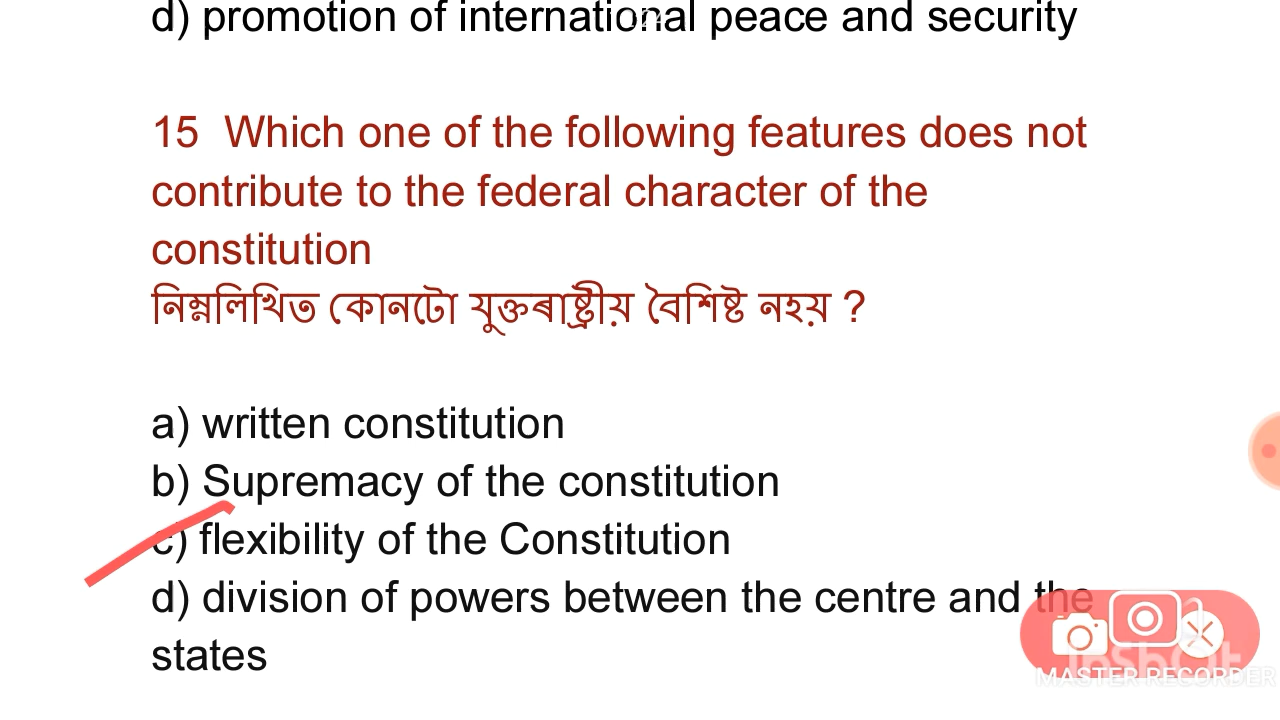 d) promotion of international peace and security
15 Which one of the following features does not
contribute to the federal character of the
constitution
নিম্নলিখিত কোনটো যুক্তৰাষ্ট্ৰীয় বৈশিষ্ট নহয় ?
a) written constitution
b) Supremacy of the constitution
c) flexibility of the Constitution
d) division of powers between the centre and the
states
MASTER RECORDER